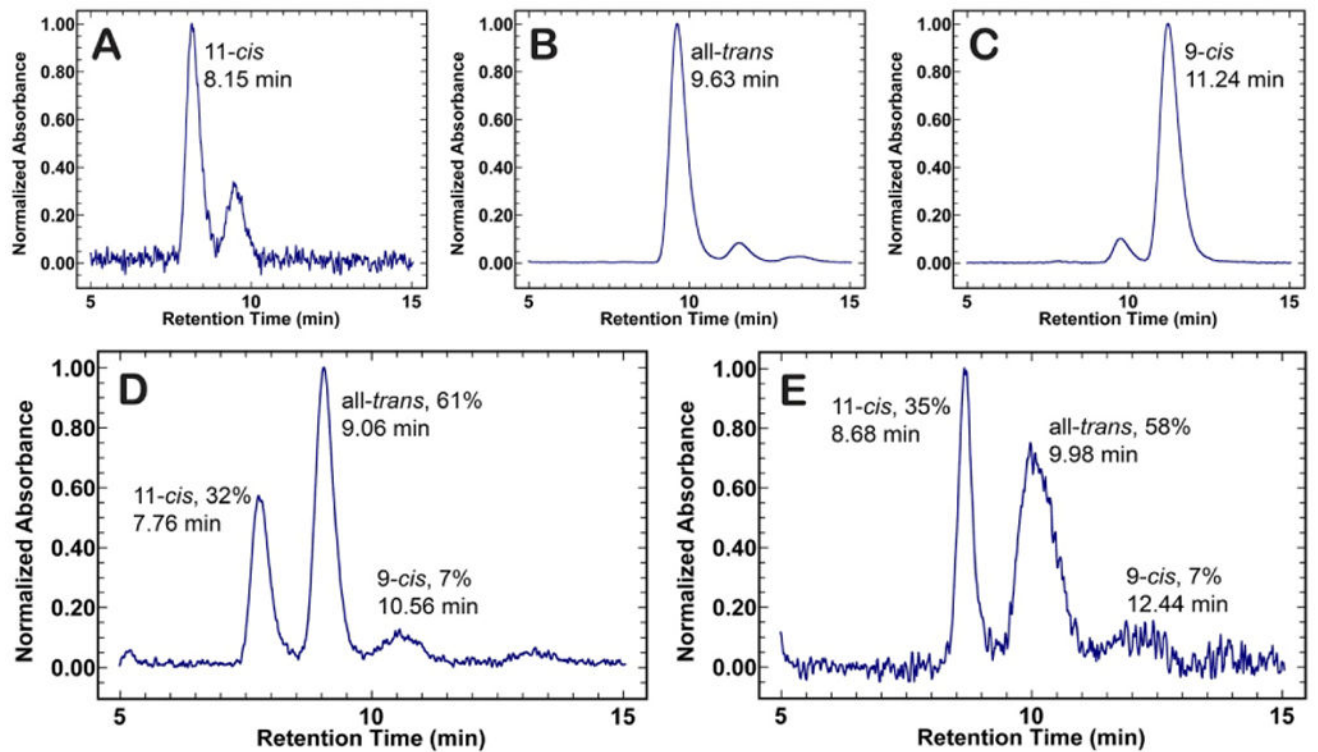 A
11-cis
8.15 min
Normalized Absorbance
1.00
0.80
0.60
0.40
0.20
0.00
5
10
15
Retention Time (min)
B
all-trans
9.63 min
Normalized Absorbance
1.00
0.80
0.60
0.40
0.20
0.00
5
10
15
Retention Time (min)
C
9-cis
11.24 min
Normalized Absorbance
1.00
0.80
0.60
0.40
0.20
0.00
5
10
15
Retention Time (min)
D
all-trans, 61%
9.06 min
11-cis, 32%
7.76 min
9-cis, 7%
10.56 min
Normalized Absorbance
1.00
0.80
0.60
0.40
0.20
0.00
5
10
15
Retention Time (min)
E
11-cis, 35%
8.68 min
all-trans, 58%
9.98 min
9-cis, 7%
12.44 min
Normalized Absorbance
1.00
0.80
0.60
0.40
0.20
0.00
5
10
15
Retention Time (min)